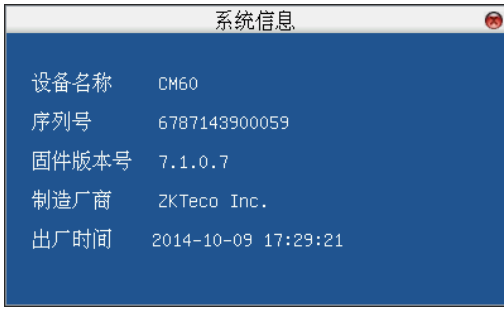 系统信息
设备名称 CM60
序列号 6787143900059
固件版本号 7.1.0.7
制造厂商 ZKTeco Inc.
出厂时间 2014-10-09 17:29:21